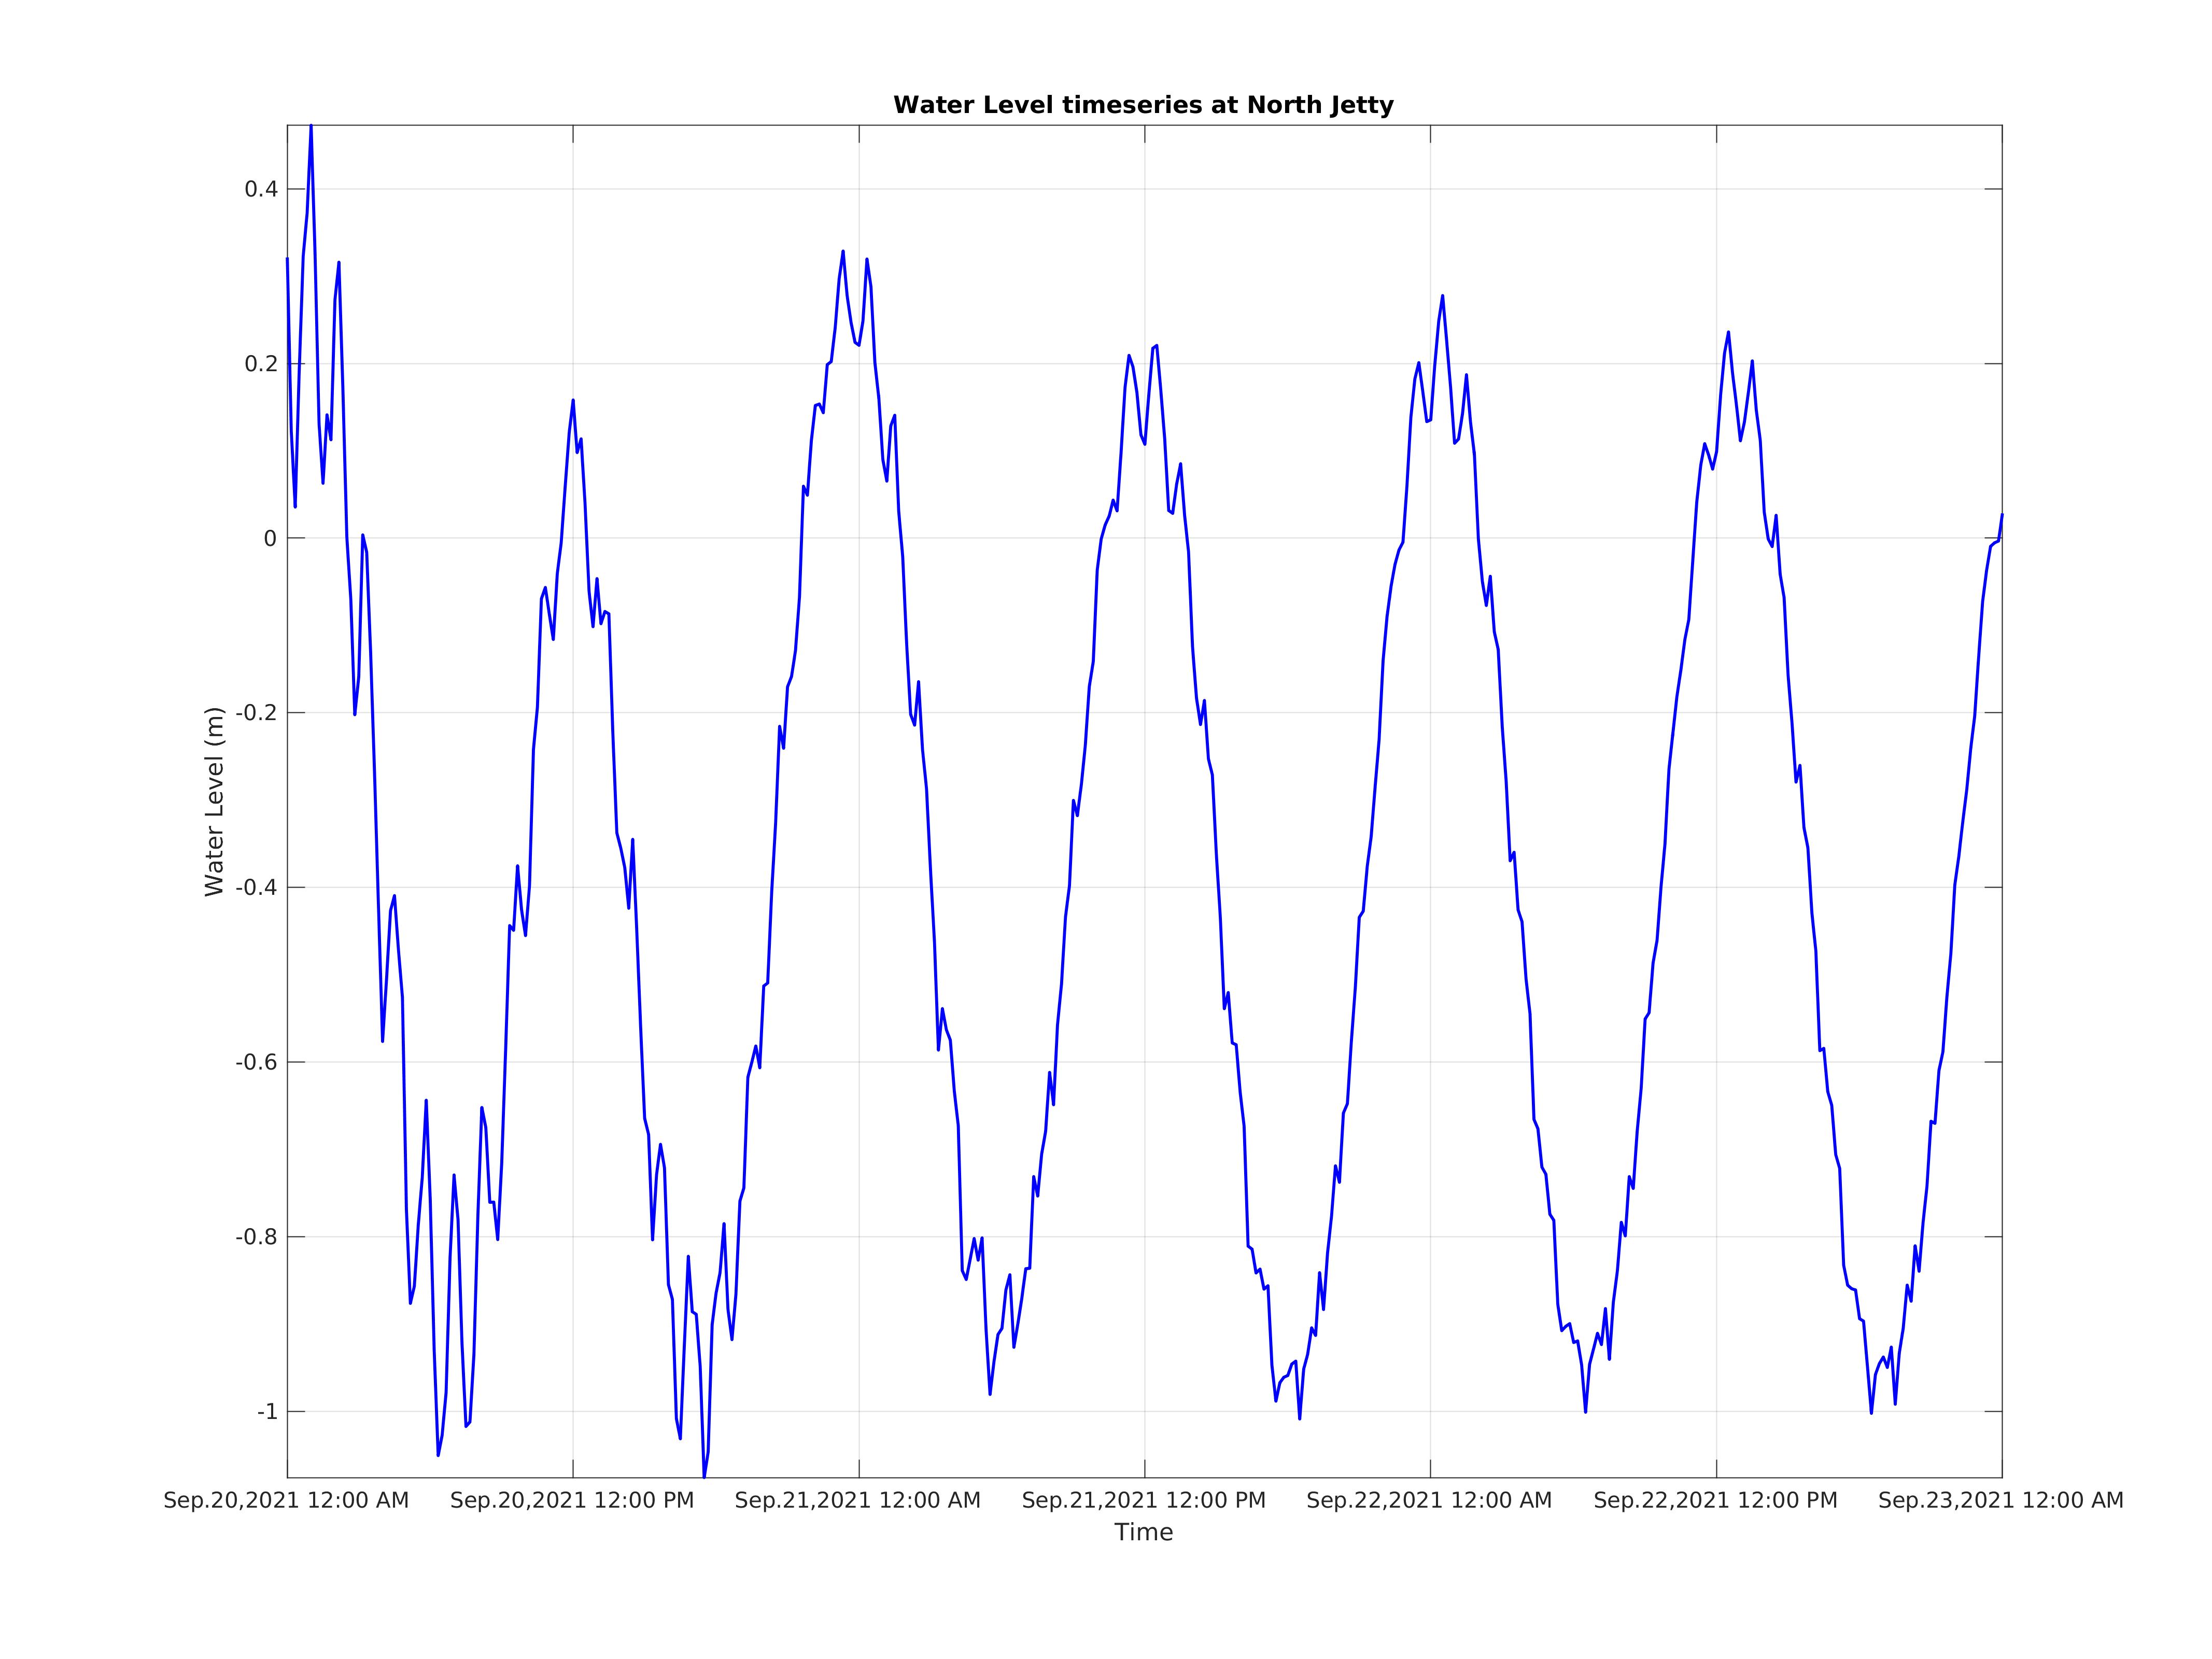 Water Level timeseries at North Jetty
0.4
0.2
0
-0.2
-0.4
-0.6
-0.8
-1
Water Level (m)
Sep.20,2021 12:00 AM Sep.20,2021 12:00 PM Sep.21,2021 12:00 AM Sep.21,2021 12:00 PM Sep.22,2021 12:00 AM Sep.22,2021 12:00 PM Sep.23,2021 12:00 AM
Time